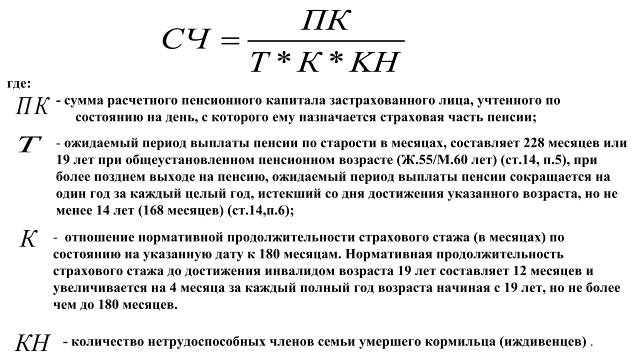 СЧ = ПК / Т * К * КН
где:
ПК - сумма расчетного пенсионного капитала застрахованного лица, учтенного по
состоянию на день, с которого ему назначается страховая часть пенсии;
Т - ожидаемый период выплаты пенсии по старости в месяцах, составляет 228 месяцев или
19 лет при общеустановленном пенсионном возрасте (Ж.55/М.60 лет) (ст.14, п.5), при
более позднем выходе на пенсию, ожидаемый период выплаты пенсии сокращается на
один год за каждый целый год, истекший со дня достижения указанного возраста, но не
менее 14 лет (168 месяцев) (ст.14,п.6);
К - отношение нормативной продолжительности страхового стажа (в месяцах) по
состоянию на указанную дату к 180 месяцам. Нормативная продолжительность
страхового стажа до достижения инвалидом возраста 19 лет составляет 12 месяцев и
увеличивается на 4 месяца за каждый полный год возраста начиная с 19 лет, но не более
чем до 180 месяцев.
КН - количество нетрудоспособных членов семьи умершего кормильца (иждивенцев) .